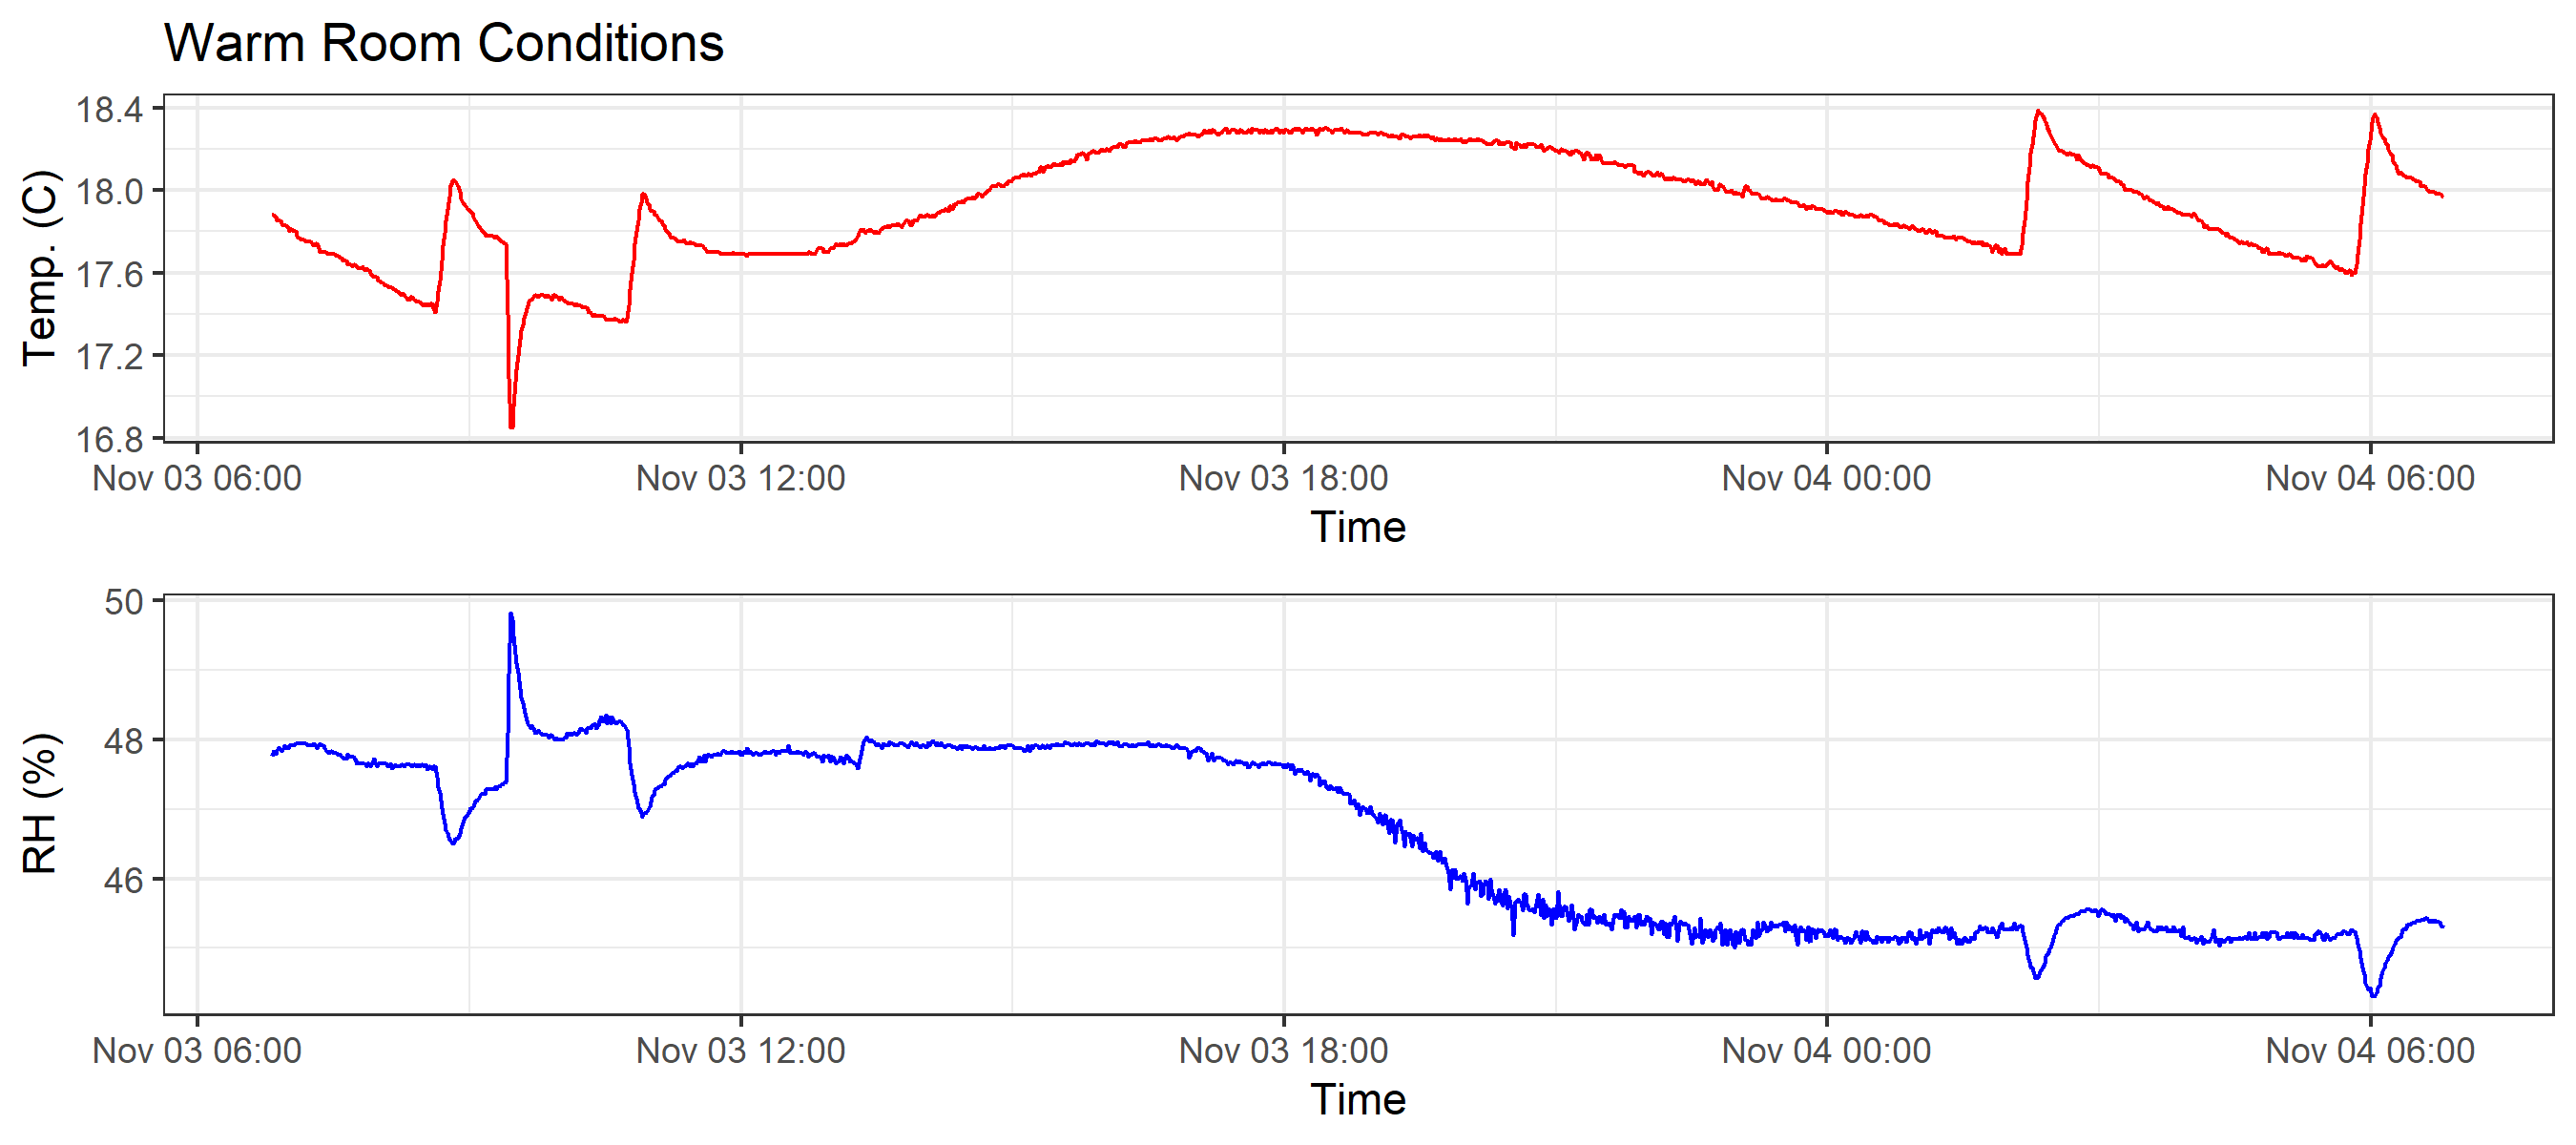 Warm Room Conditions
Temp. (C)
18.4
18.0
17.6
17.2
16.8
Nov 03 06:00 Nov 03 12:00 Nov 03 18:00 Nov 04 00:00 Nov 04 06:00
Time
RH (%)
50
48
46
Nov 03 06:00 Nov 03 12:00 Nov 03 18:00 Nov 04 00:00 Nov 04 06:00
Time